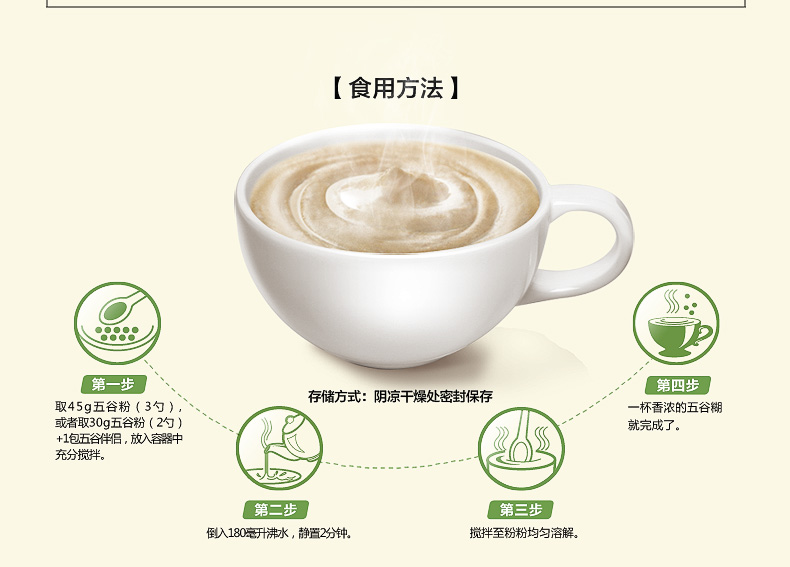 【食用方法】
第一步
取45g五谷粉（3勺），
或者取30g五谷粉（2勺）
+1包五谷伴侣，放入容器中
充分搅拌。
存储方式：阴凉干燥处密封保存
第四步
一杯香浓的五谷糊
就完成了。
第二步
倒入180毫升沸水，静置2分钟。
第三步
搅拌至粉粉均匀溶解。